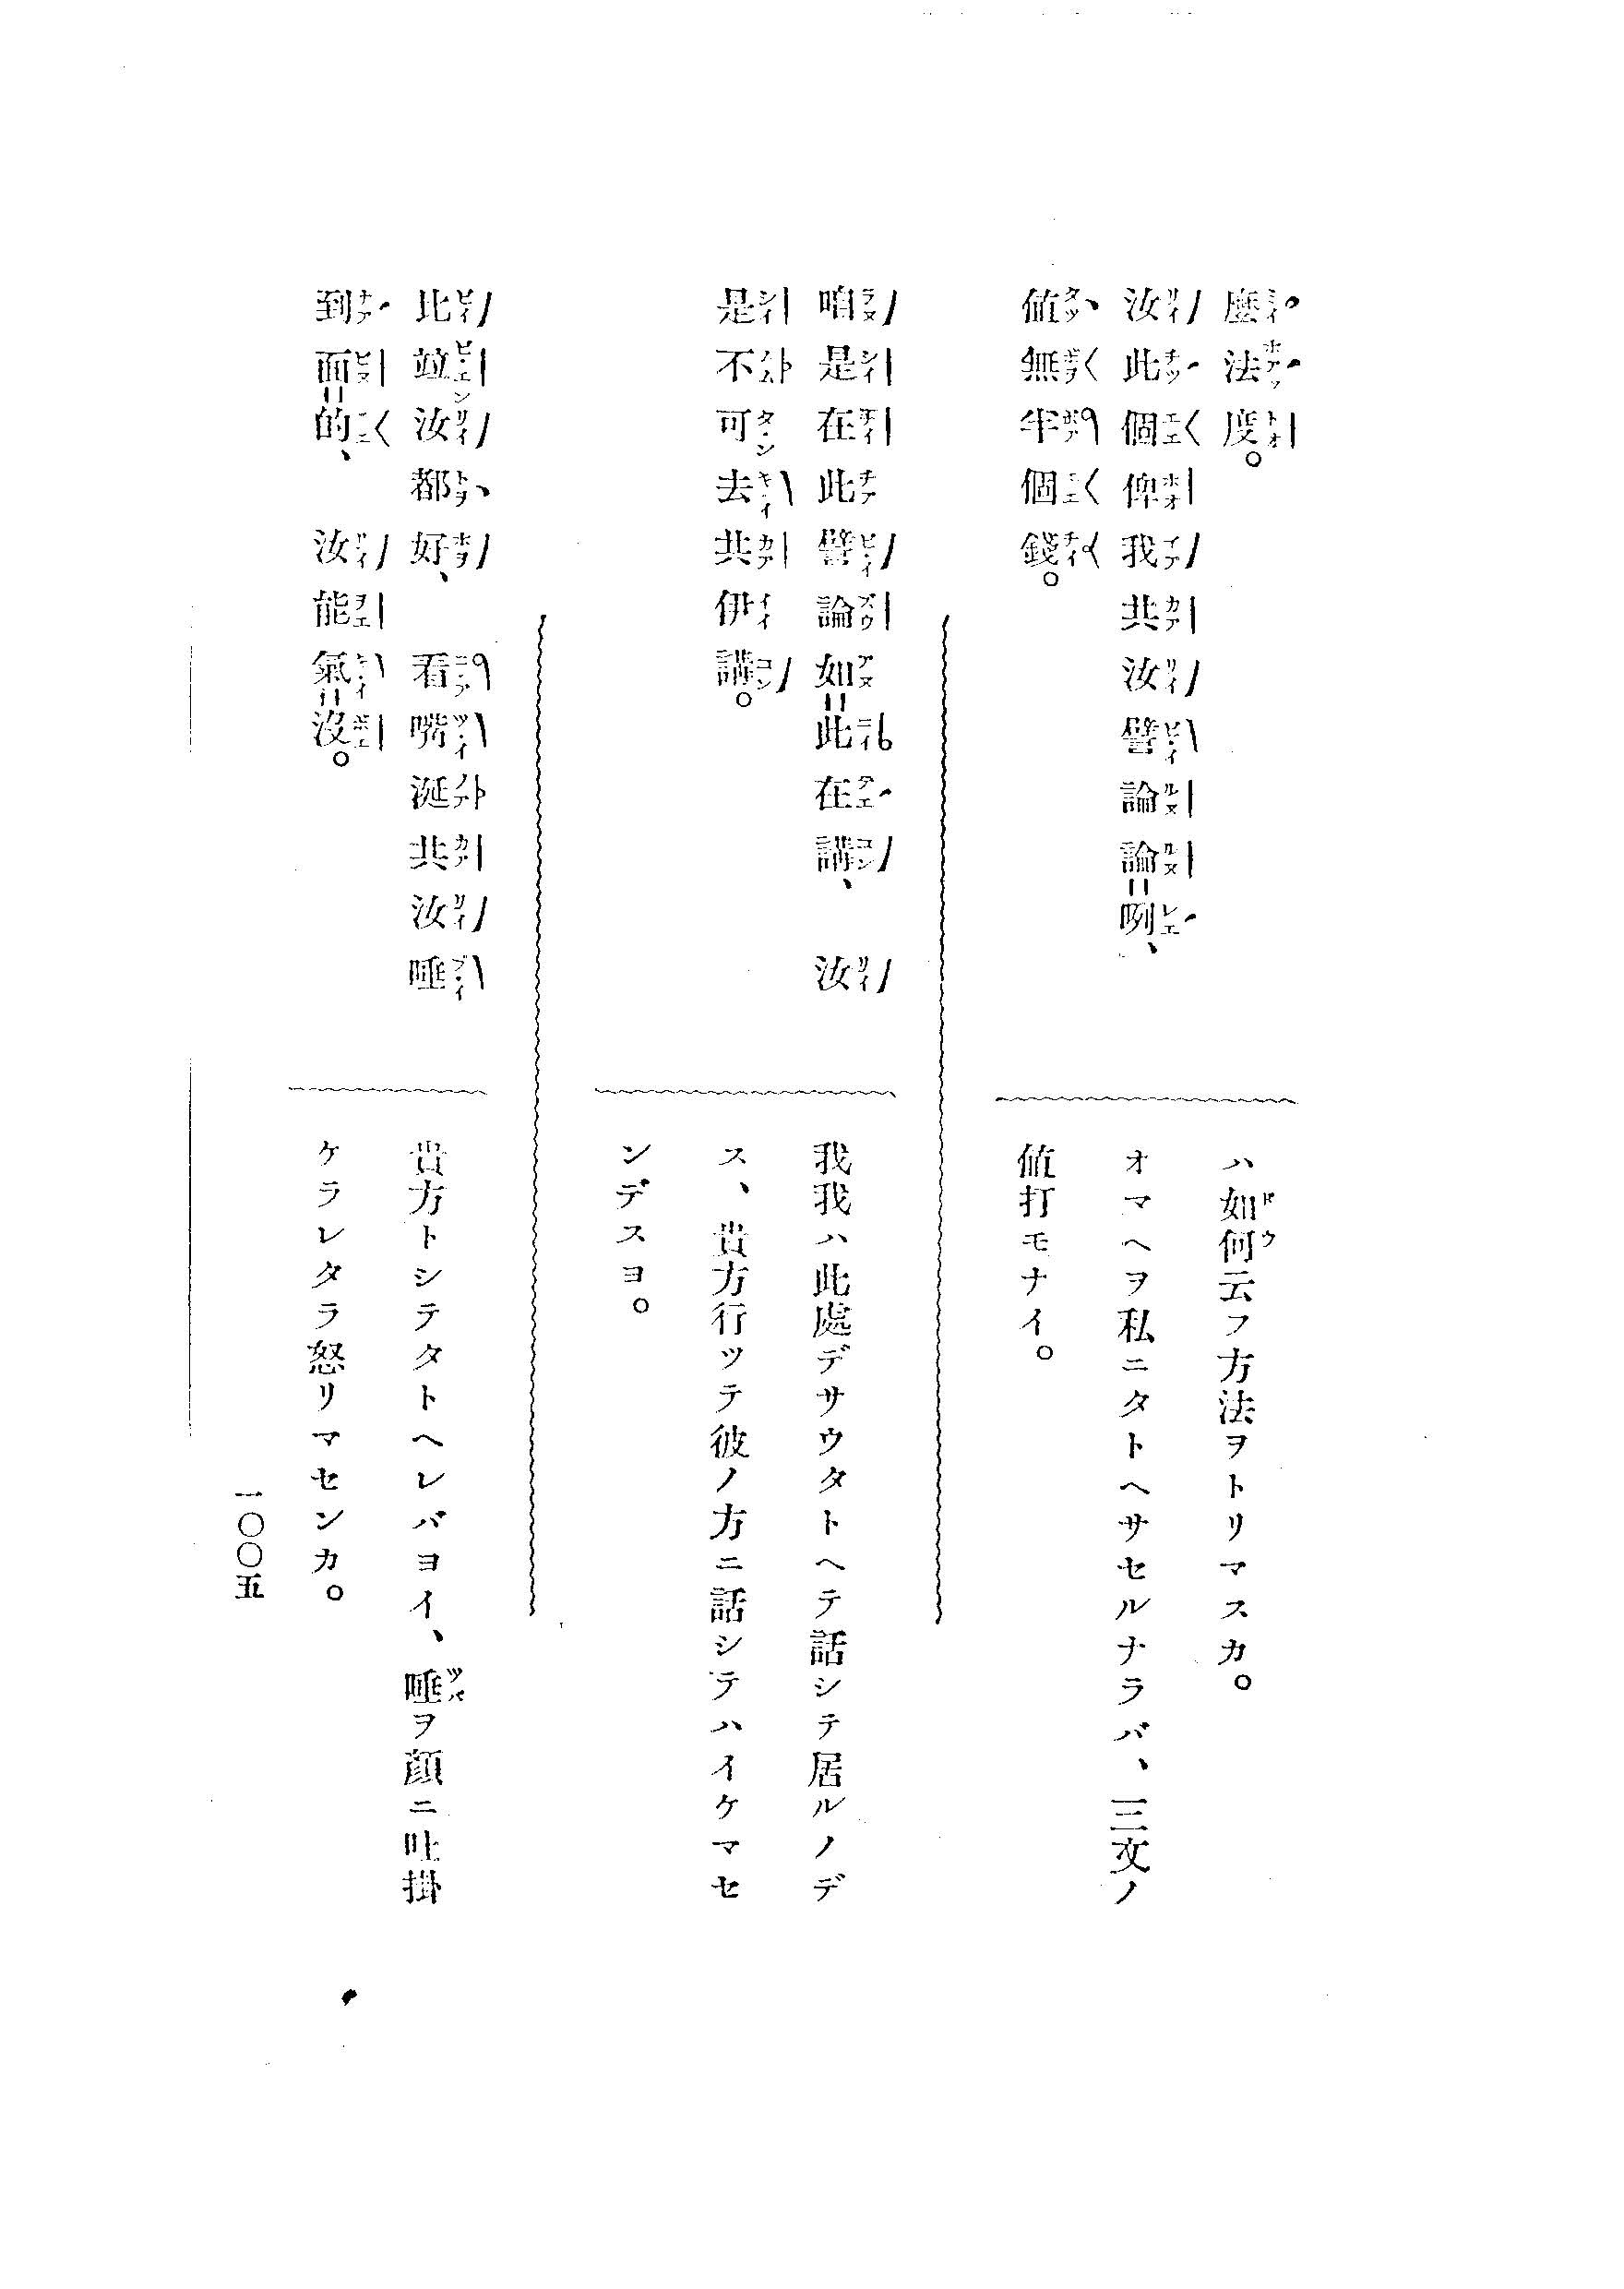 麼法度。
汝此個俾我共汝譬論論=咧、
値無半個錢。
ハ如何云フ方法ヲトリマスカ。
オマヘヲ私ニタトヘサセルナラバ、三文ノ
値打モナイ。
咱是在此譬論如=此在講、 汝
是不可去共伊講。
我我ハ此處デサウタトヘテ話シテ居ルノデ
ス、貴方行ッテ彼ノ方ニ話シテハイケマセ
ンデスヨ。
比竝汝都好、 看嘴涎共汝唾
到面=的、 汝能氣=沒。
貴方トシテタトヘレバヨイ、唾ヲ顏ニ吐掛
ケラレタラ怒リマセンカ。
一〇〇五